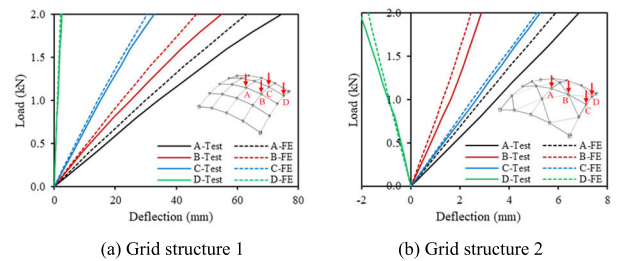 2.0
1.5
1.0
0.5
0.0
Load (kN)
A
B
C
D
A-Test
A-FE
B-Test
B-FE
C-Test
C-FE
D-Test
D-FE
0
20
40
60
80
Deflection (mm)
(a) Grid structure 1
2.0
1.5
1.0
0.5
0.0
Load (kN)
A
B
C
D
A-Test
A-FE
B-Test
B-FE
C-Test
C-FE
D-Test
D-FE
-2
0
2
4
6
8
Deflection (mm)
(b) Grid structure 2